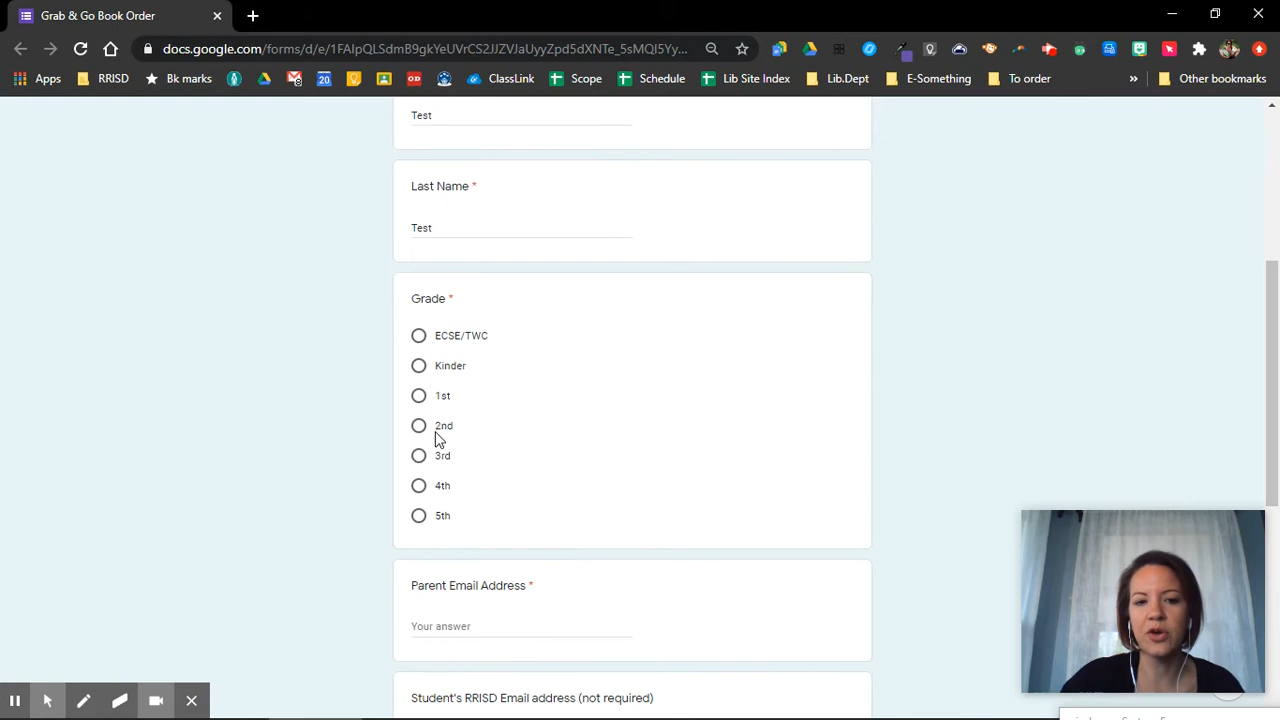 Grab & Go Book Order
docs.google.com/forms/d/e/1FAIpQLSdmB9gkYeUVrCS2JJZVJaUyyZpd5dXNTe_5sMQI5Yy...
Apps RRISD Bk marks 20 OD ClassLink Scope Schedule Lib Site Index Lib.Dept E-Something To order » Other bookmarks
Test
Last Name *
Test
Grade *
ECSE/TWC
Kinder
1st
2nd
3rd
4th
5th
Parent Email Address *
Your answer
Student's RRISD Email address (not required)